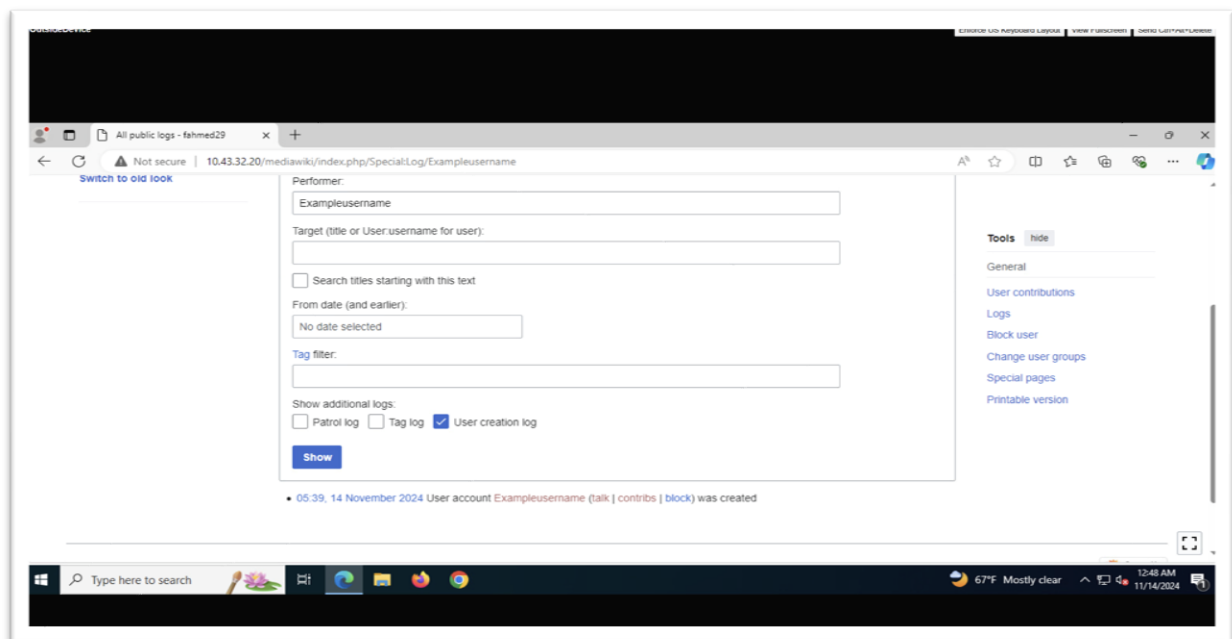 OutsideDevice
Enforce US Keyboard Layout View Fullscreen Send Ctrl+Alt+Delete
All public logs - fahmed29
Not secure 10.43.32.20/mediawiki/index.php/Special:Log/Exampleusername
Switch to old look
Performer:
Exampleusername
Target (title or User:username for user):
Search titles starting with this text
From date (and earlier):
No date selected
Tag filter:
Show additional logs:
Patrol log Tag log User creation log
Show
05:39, 14 November 2024 User account Exampleusername (talk | contribs | block) was created
Tools hide
General
User contributions
Logs
Block user
Change user groups
Special pages
Printable version
Type here to search
67°F Mostly clear
12:48 AM
11/14/2024
1